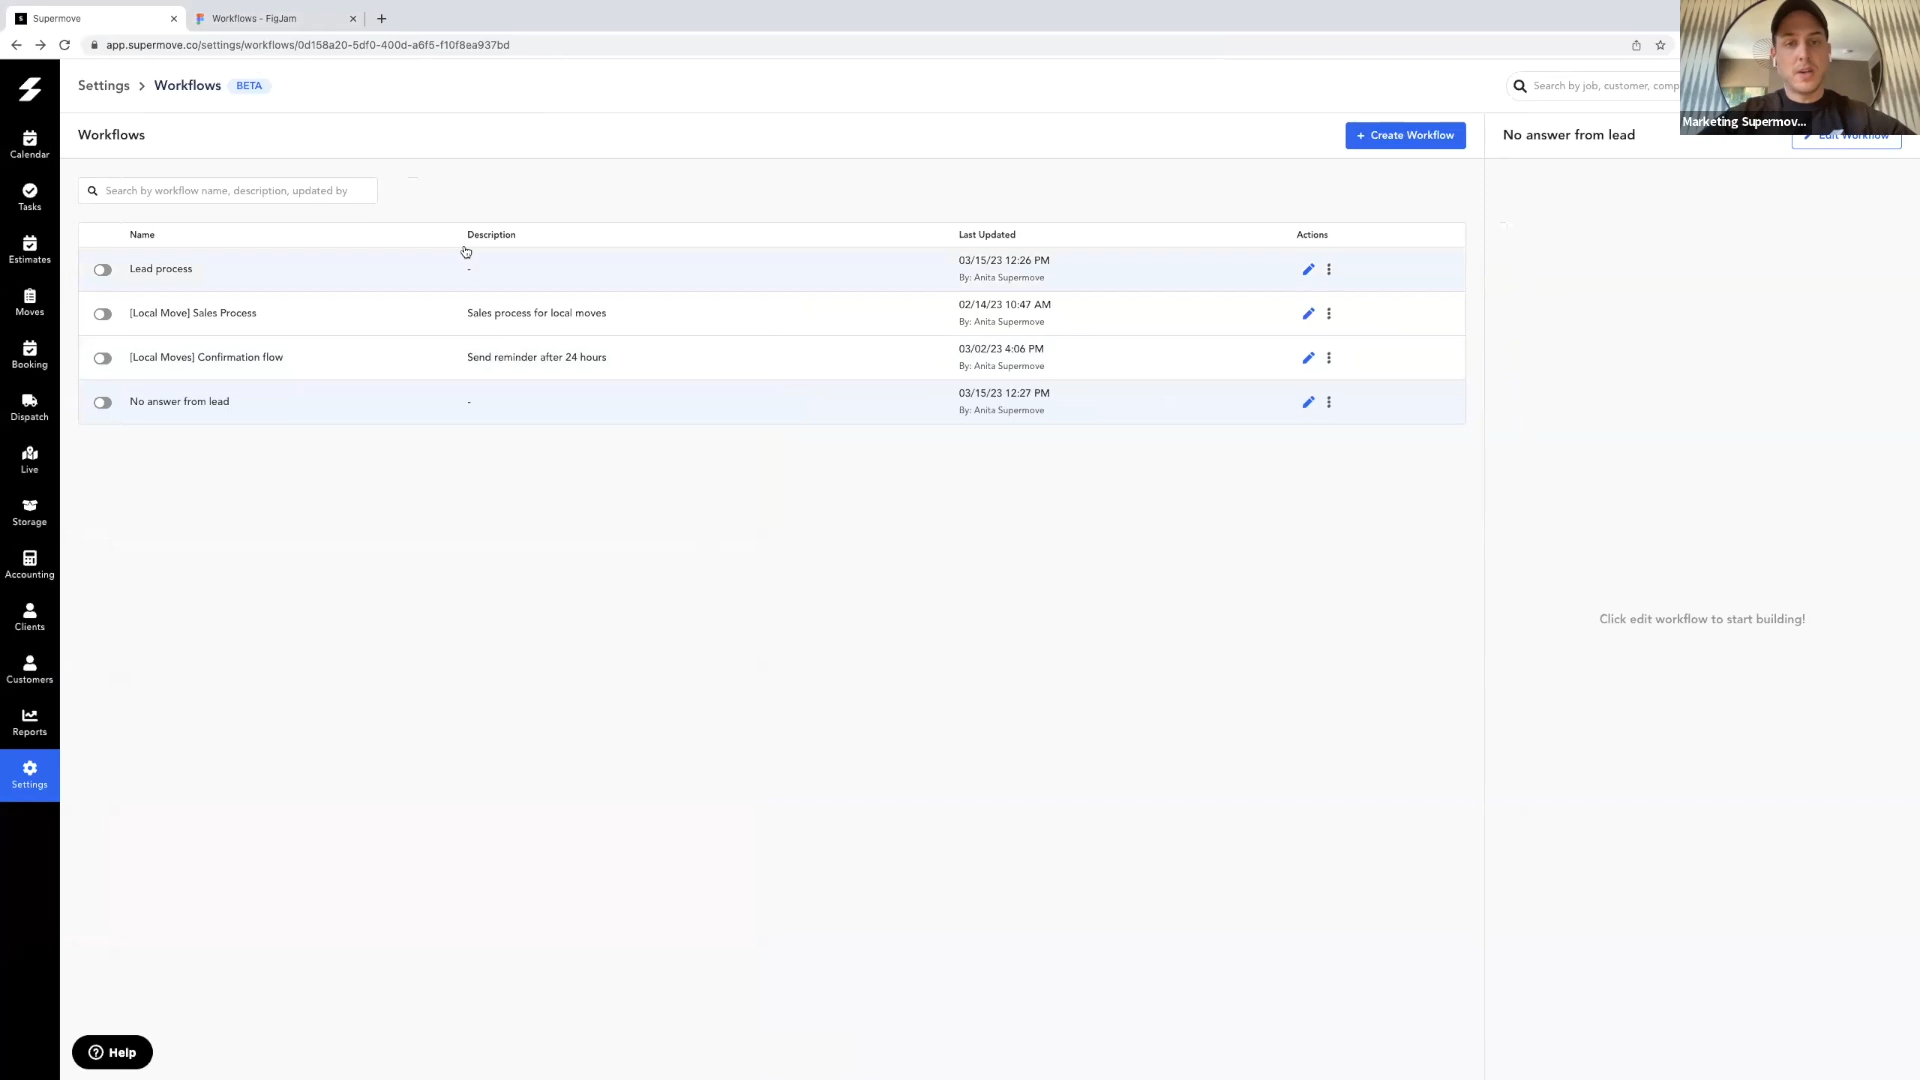 Supermove
Workflows - FigJam
app.supermove.co/settings/workflows/0d158a20-5df0-400d-a6f5-f10f8ea937bd
Settings > Workflows BETA
Search by job, customer, comp
Marketing Supermov...
Workflows
+ Create Workflow
No answer from lead
Edit Workflow
Search by workflow name, description, updated by
Name Description Last Updated Actions
Lead process - 03/15/23 12:26 PM
By: Anita Supermove
[Local Move] Sales Process Sales process for local moves 02/14/23 10:47 AM
By: Anita Supermove
[Local Moves] Confirmation flow Send reminder after 24 hours 03/02/23 4:06 PM
By: Anita Supermove
No answer from lead - 03/15/23 12:27 PM
By: Anita Supermove
Click edit workflow to start building!
Calendar
Tasks
Estimates
Moves
Booking
Dispatch
Live
Storage
Accounting
Clients
Customers
Reports
Settings
Help